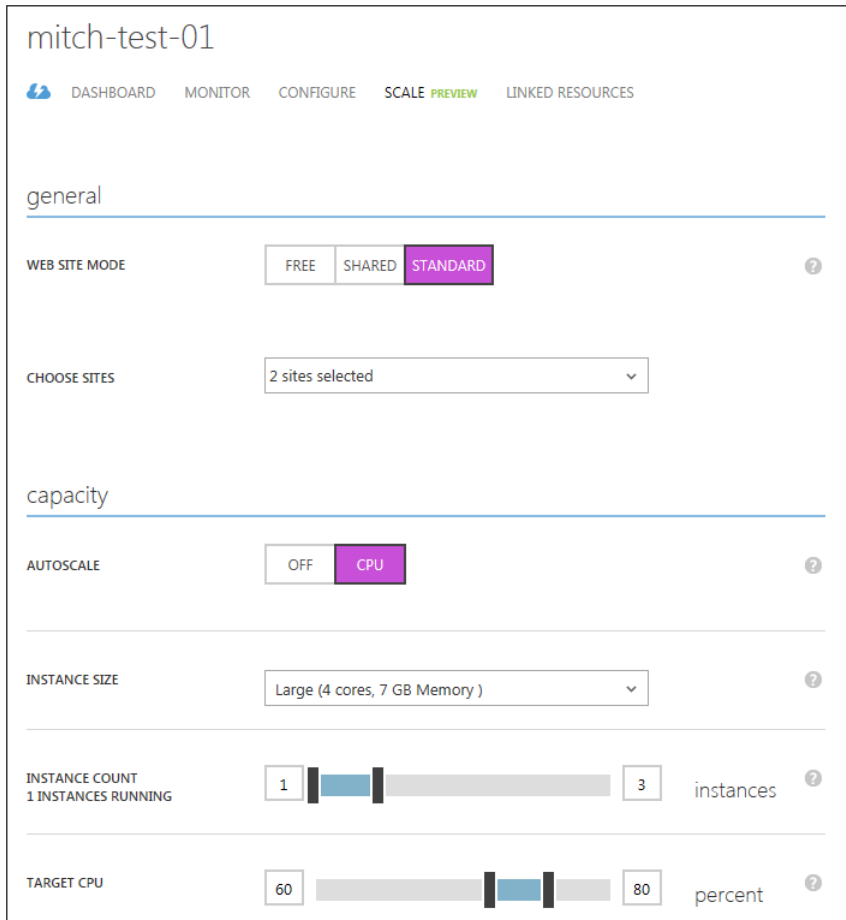 mitch-test-01
DASHBOARD MONITOR CONFIGURE SCALE PREVIEW LINKED RESOURCES
general
WEB SITE MODE FREE SHARED STANDARD ?
CHOOSE SITES 2 sites selected
capacity
AUTOSCALE OFF CPU ?
INSTANCE SIZE Large (4 cores, 7 GB Memory ) ?
INSTANCE COUNT
1 INSTANCES RUNNING 1 3 instances ?
TARGET CPU 60 80 percent ?